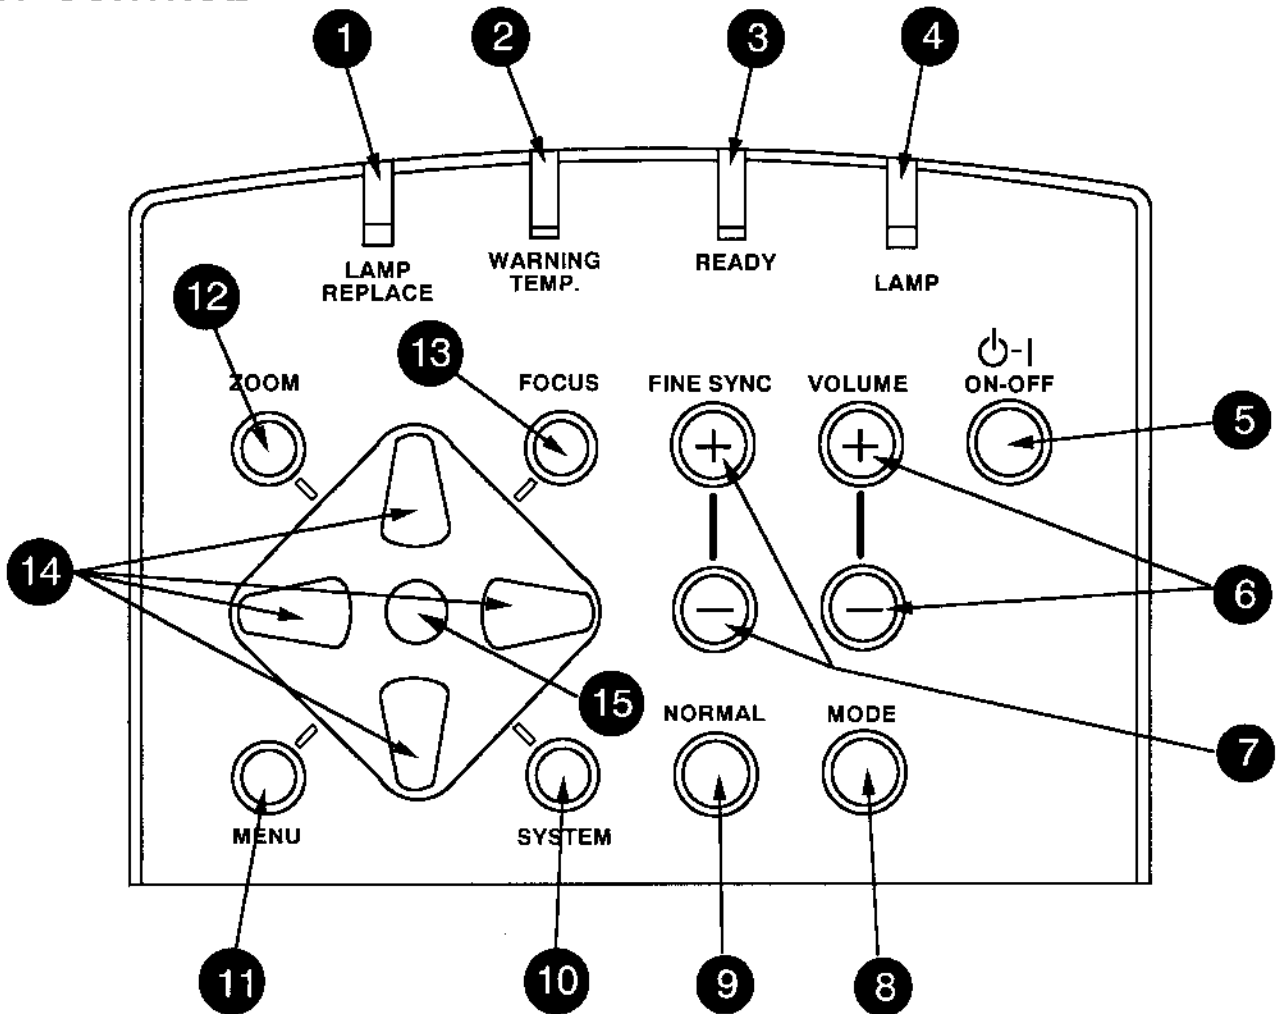 1
2
3
4
LAMP
REPLACE
WARNING
TEMP.
READY
LAMP
12
13
ZOOM
FOCUS
FINE SYNC
VOLUME
ON-OFF
5
14
6
15
NORMAL
MODE
7
MENU
SYSTEM
11
10
9
8